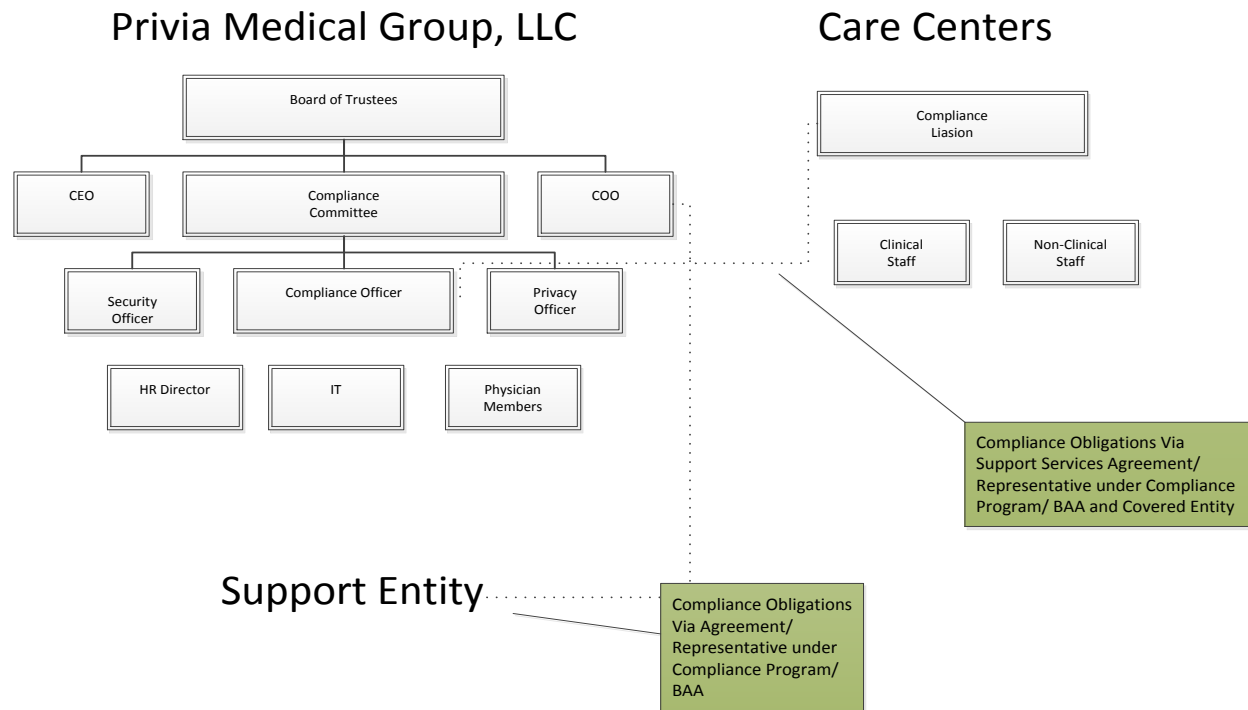 Privia Medical Group, LLC
Care Centers
Board of Trustees
Compliance
Liasion
CEO
Compliance
Committee
COO
Clinical
Staff
Non-Clinical
Staff
Security
Officer
Compliance Officer
Privacy
Officer
HR Director
IT
Physician
Members
Compliance Obligations Via
Support Services Agreement/
Representative under Compliance
Program/ BAA and Covered Entity
Support Entity
Compliance Obligations
Via Agreement/
Representative under
Compliance Program/
BAA